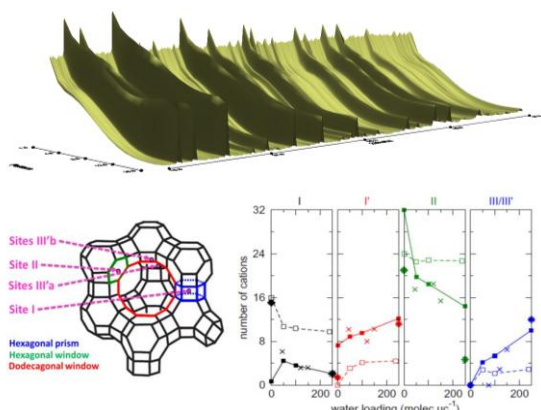 Sites III'b
Site II
Sites III'a
Site I
Hexagonal prism
Hexagonal window
Dodecagonal window
I
I'
II
III/III'
32
24
16
8
0
number of cations
0
200
0
200
0
200
0
200
water loading (molec.uc⁻¹)